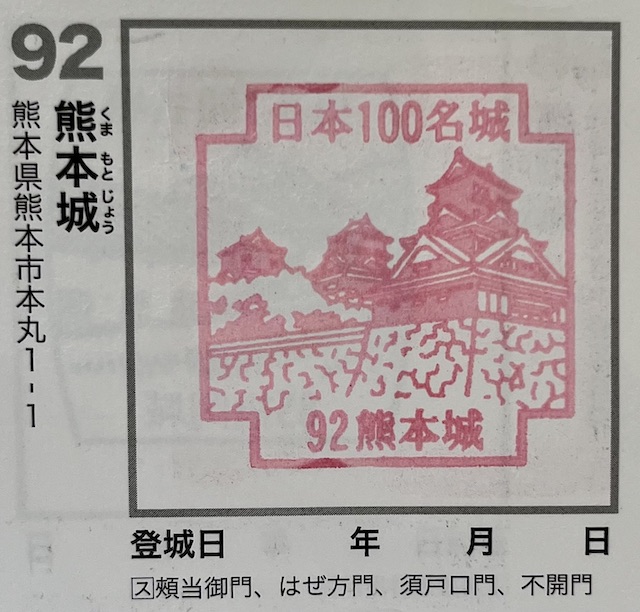 92
熊本城
くまもとじょう
熊本県熊本市本丸1-1
日本100名城
92熊本城
登城日 年 月 日
ス頰当御門、はぜ方門、須戸口門、不開門